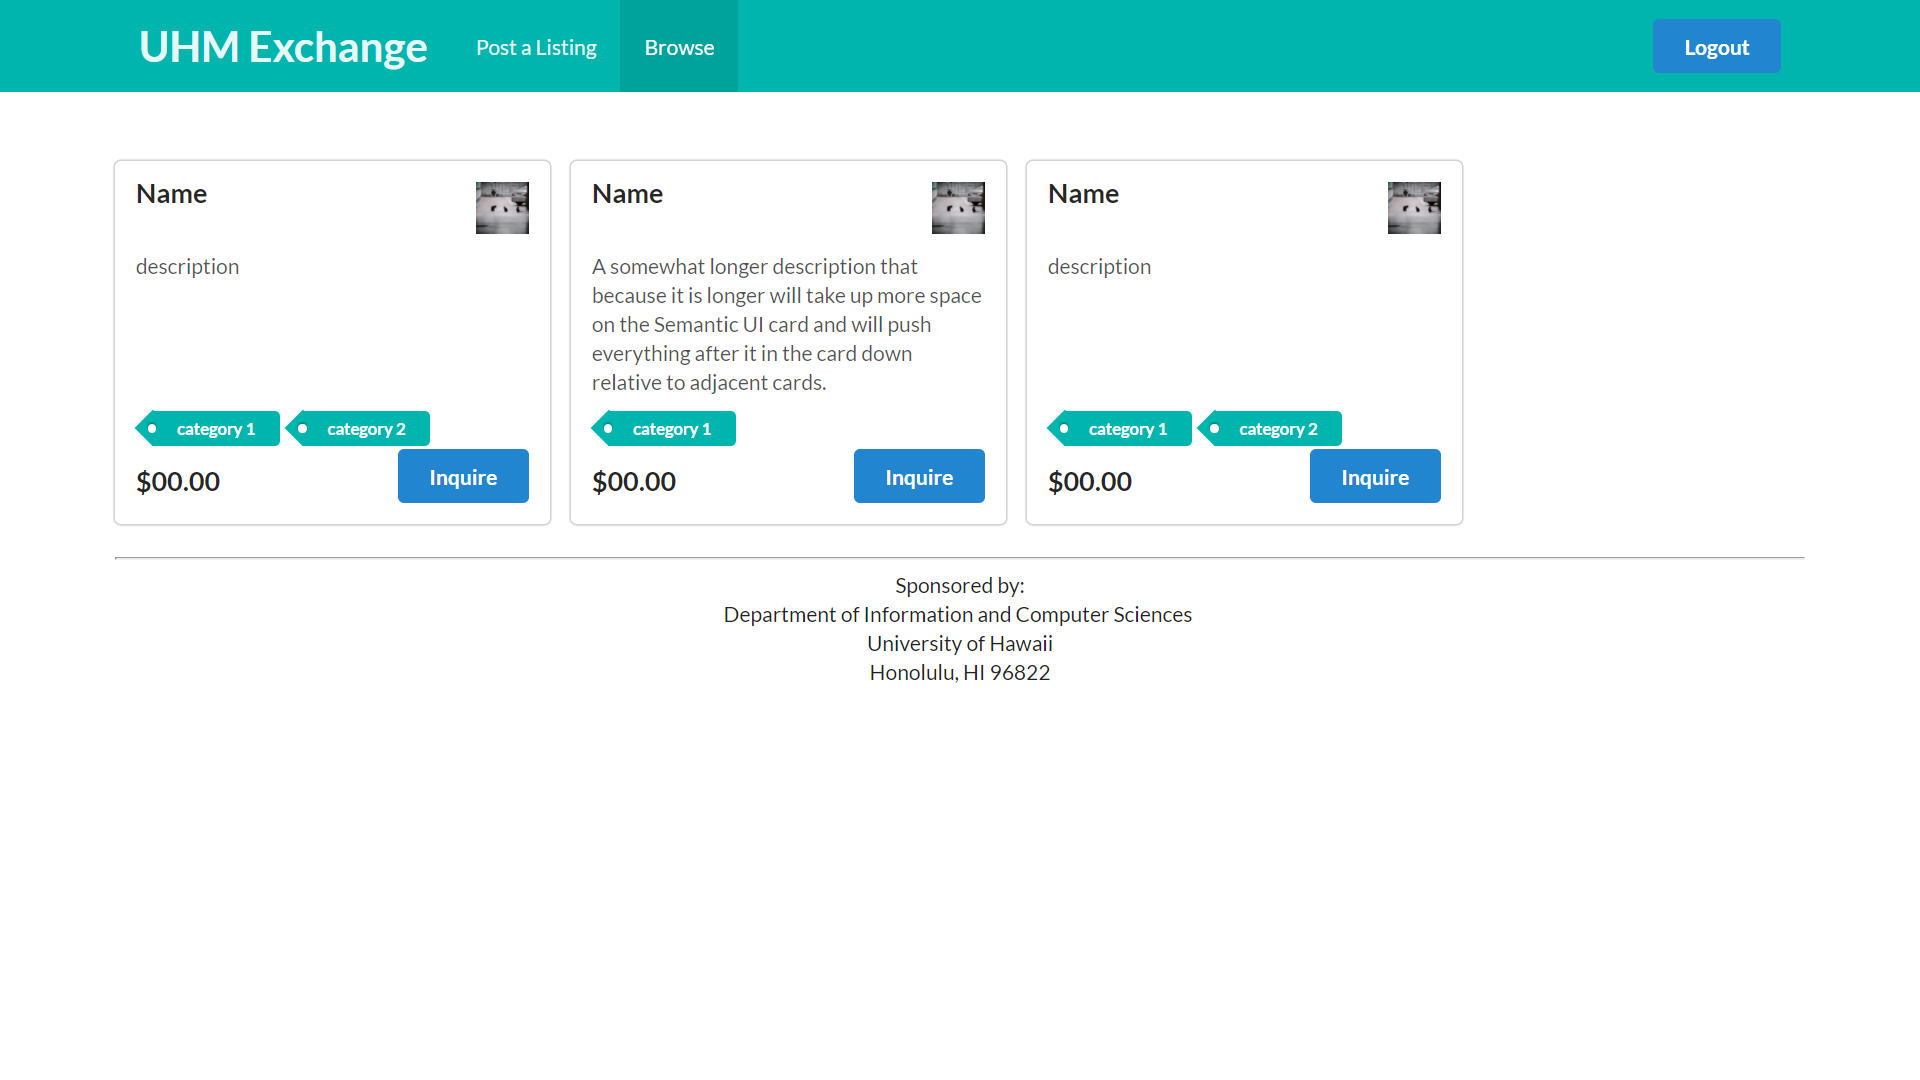 UHM Exchange
Post a Listing
Browse
Logout
Name
description
category 1
category 2
$00.00
Inquire
Name
A somewhat longer description that
because it is longer will take up more space
on the Semantic UI card and will push
everything after it in the card down
relative to adjacent cards.
category 1
$00.00
Inquire
Name
description
category 1
category 2
$00.00
Inquire
Sponsored by:
Department of Information and Computer Sciences
University of Hawaii
Honolulu, HI 96822